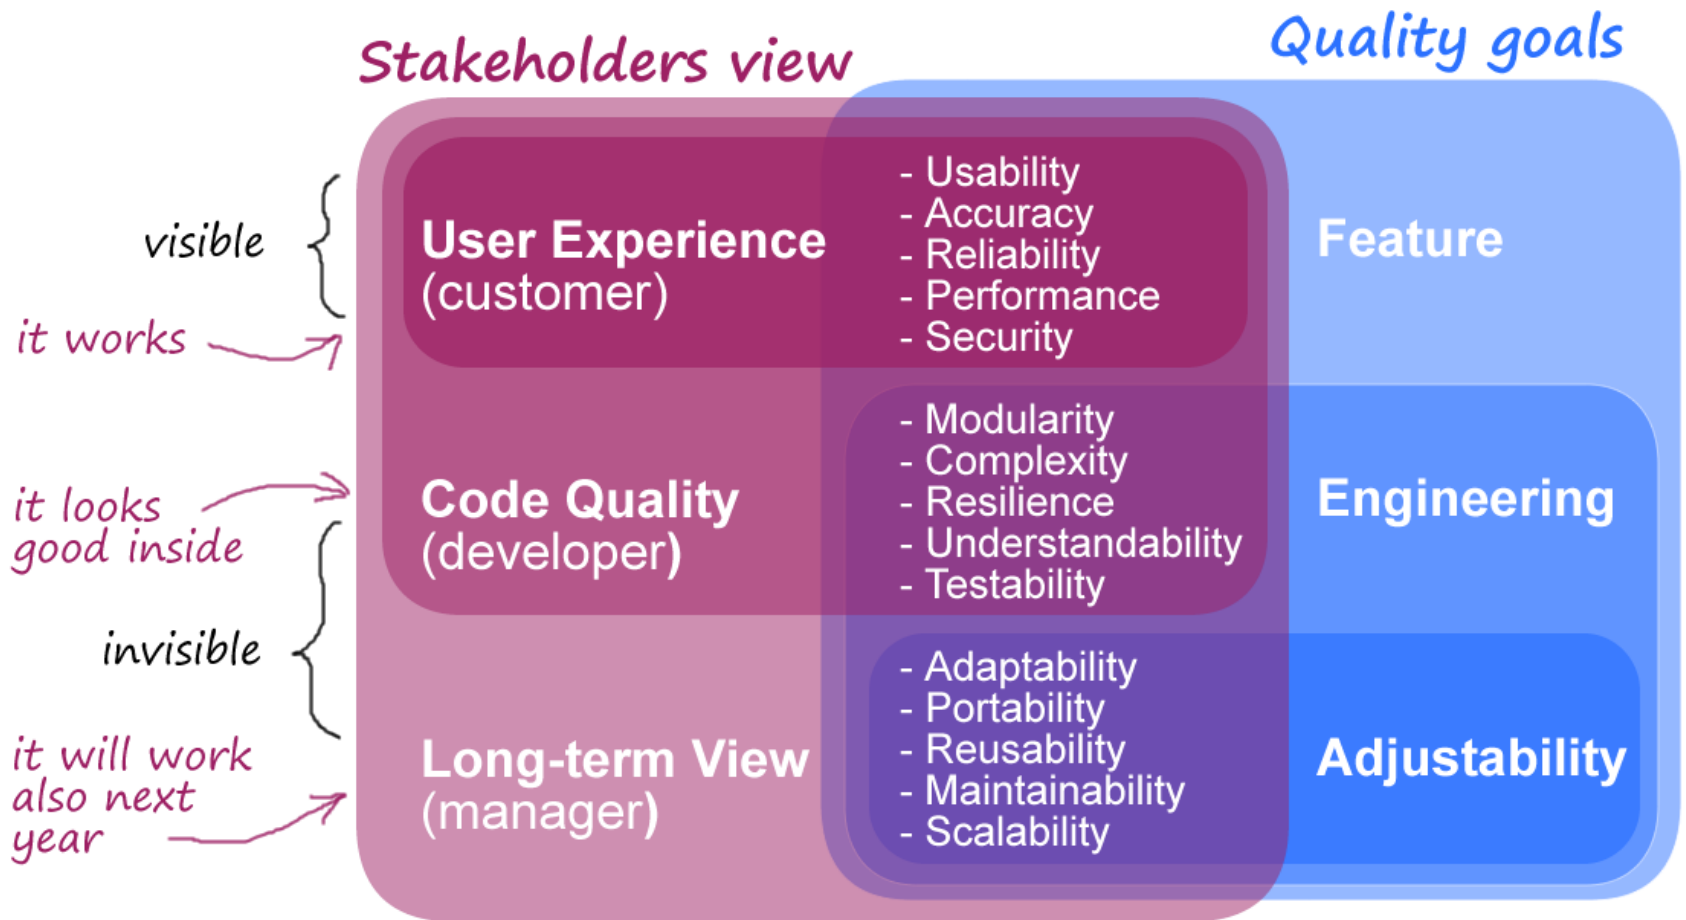 Stakeholders view
Quality goals
visible
it works
User Experience
(customer)
- Usability
- Accuracy
- Reliability
- Performance
- Security
Feature
it looks
good inside
Code Quality
(developer)
- Modularity
- Complexity
- Resilience
- Understandability
- Testability
Engineering
invisible
it will work
also next
year
Long-term View
(manager)
- Adaptability
- Portability
- Reusability
- Maintainability
- Scalability
Adjustability